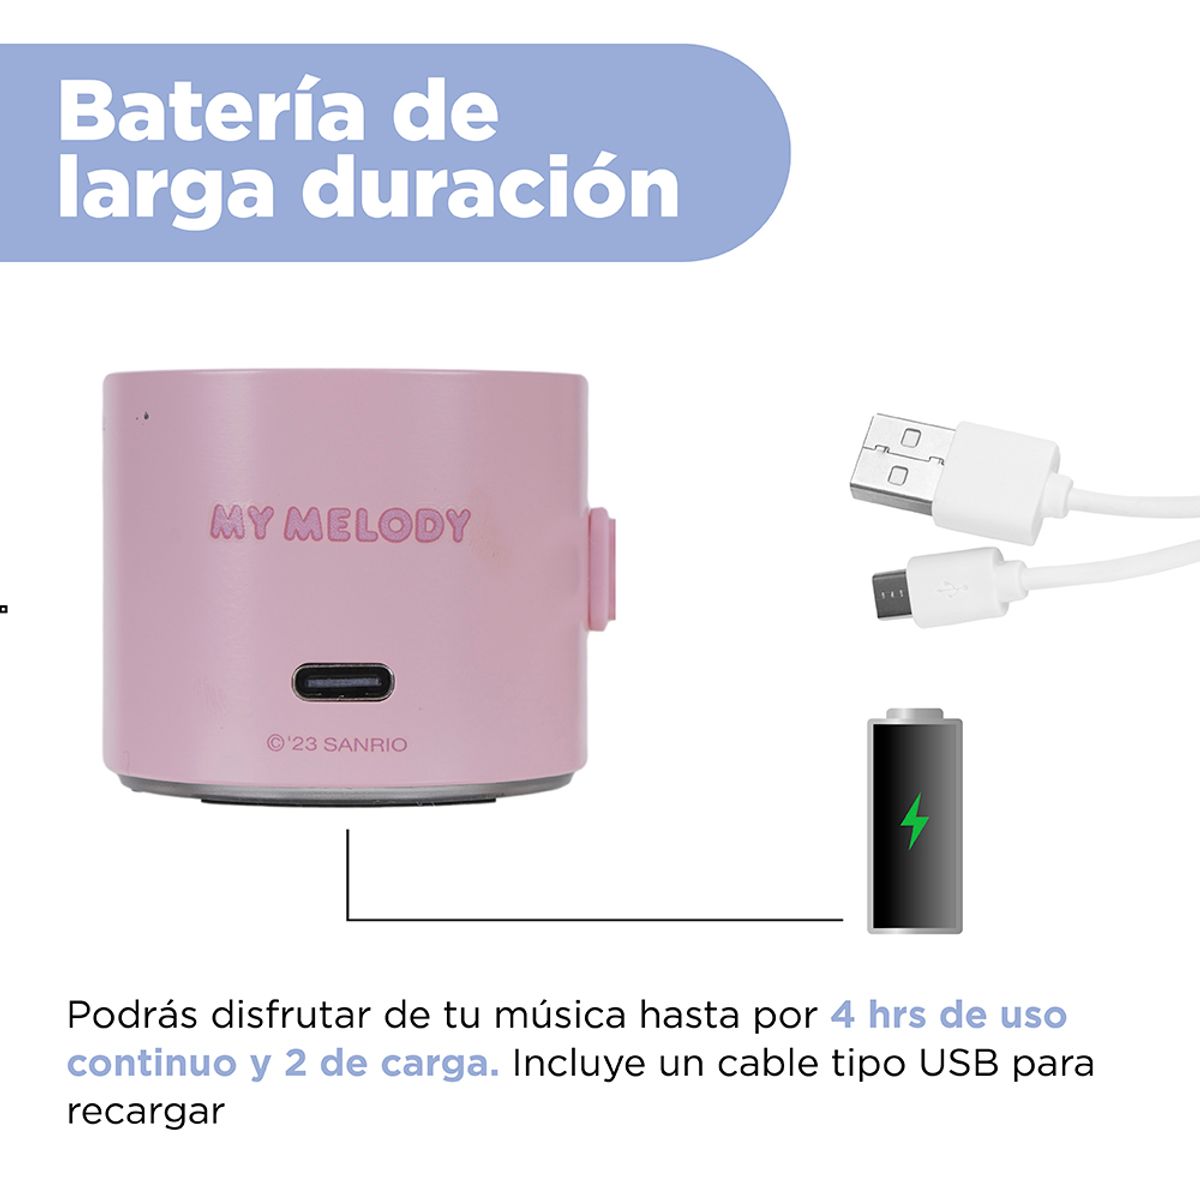 Batería de
larga duración
MY MELODY
©'23 SANRIO
Podrás disfrutar de tu música hasta por 4 hrs de uso
continuo y 2 de carga. Incluye un cable tipo USB para
recargar